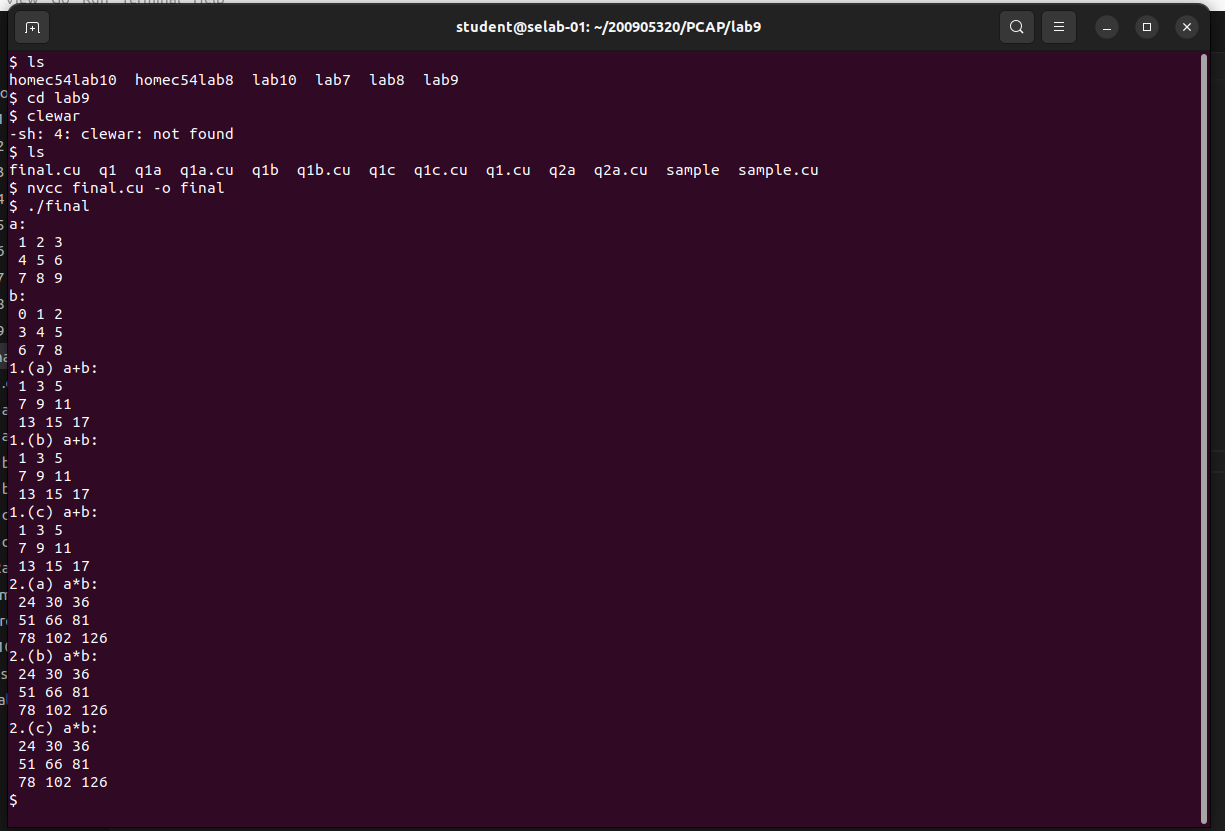 View Go Run Terminal Help
student@selab-01: ~/200905320/PCAP/lab9
$ ls
homec54lab10  homec54lab8  lab10  lab7  lab8  lab9
$ cd lab9
$ clewar
-sh: 4: clewar: not found
$ ls
final.cu  q1  q1a  q1a.cu  q1b  q1b.cu  q1c  q1c.cu  q1.cu  q2a  q2a.cu  sample  sample.cu
$ nvcc final.cu -o final
$ ./final
a:
 1 2 3
 4 5 6
 7 8 9
b:
 0 1 2
 3 4 5
 6 7 8
1.(a) a+b:
 1 3 5
 7 9 11
 13 15 17
1.(b) a+b:
 1 3 5
 7 9 11
 13 15 17
1.(c) a+b:
 1 3 5
 7 9 11
 13 15 17
2.(a) a*b:
 24 30 36
 51 66 81
 78 102 126
2.(b) a*b:
 24 30 36
 51 66 81
 78 102 126
2.(c) a*b:
 24 30 36
 51 66 81
 78 102 126
$